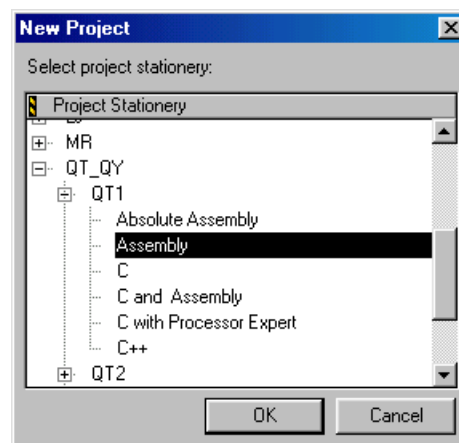 New Project
Select project stationery:
Project Stationery
MR
QT_QY
QT1
Absolute Assembly
Assembly
C
C and Assembly
C with Processor Expert
C++
QT2
OK Cancel